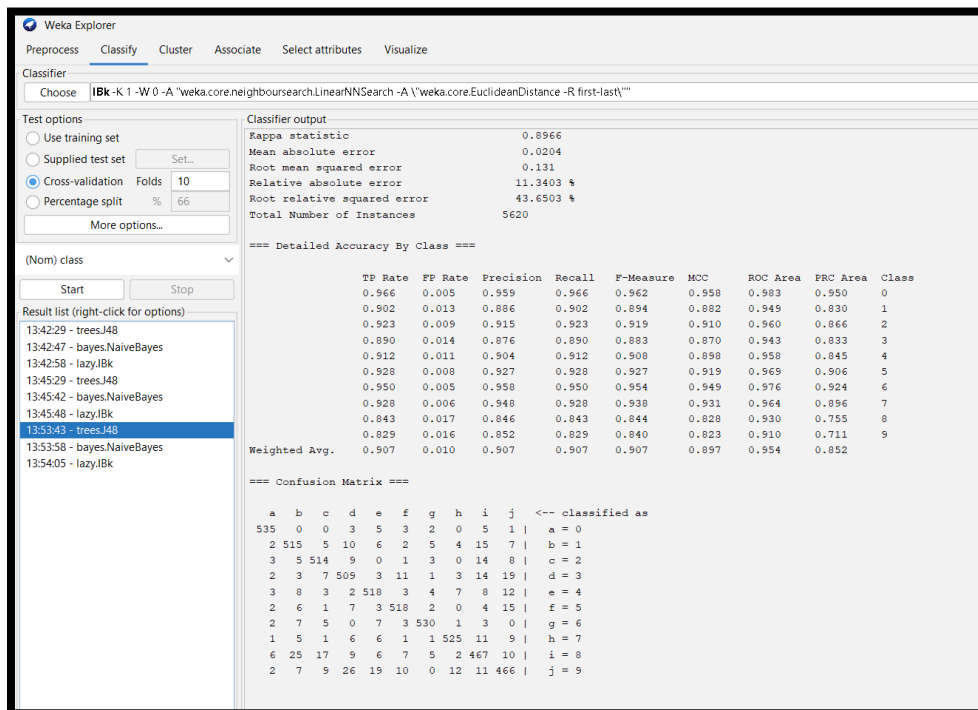 Weka Explorer
Preprocess Classify Cluster Associate Select attributes Visualize
Classifier
Choose IBk -K 1 -W 0 -A "weka.core.neighboursearch.LinearNNSearch -A \"weka.core.EuclideanDistance -R first-last\""
Test options
Use training set
Supplied test set Set...
Cross-validation Folds 10
Percentage split % 66
More options...
(Nom) class
Start Stop
Result list (right-click for options)
13:42:29 - trees.J48
13:42:47 - bayes.NaiveBayes
13:42:58 - lazy.IBk
13:45:29 - trees.J48
13:45:42 - bayes.NaiveBayes
13:45:48 - lazy.IBk
13:53:43 - trees.J48
13:53:58 - bayes.NaiveBayes
13:54:05 - lazy.IBk
Classifier output
Kappa statistic 0.8966
Mean absolute error 0.0204
Root mean squared error 0.131
Relative absolute error 11.3403 %
Root relative squared error 43.6503 %
Total Number of Instances 5620
=== Detailed Accuracy By Class ===
TP Rate FP Rate Precision Recall F-Measure MCC ROC Area PRC Area Class
0.966 0.005 0.959 0.966 0.962 0.958 0.983 0.950 0
0.902 0.013 0.886 0.902 0.894 0.882 0.949 0.830 1
0.923 0.009 0.915 0.923 0.919 0.910 0.960 0.866 2
0.890 0.014 0.876 0.890 0.883 0.870 0.943 0.833 3
0.912 0.011 0.904 0.912 0.908 0.898 0.958 0.845 4
0.928 0.008 0.927 0.928 0.927 0.919 0.969 0.906 5
0.950 0.005 0.958 0.950 0.954 0.949 0.976 0.924 6
0.928 0.006 0.948 0.928 0.938 0.931 0.964 0.896 7
0.843 0.017 0.846 0.843 0.844 0.828 0.930 0.755 8
0.829 0.016 0.852 0.829 0.840 0.823 0.910 0.711 9
Weighted Avg. 0.907 0.010 0.907 0.907 0.907 0.897 0.954 0.852
=== Confusion Matrix ===
a b c d e f g h i j <-- classified as
535 0 0 3 5 3 2 0 5 1 | a = 0
2 515 5 10 6 2 5 4 15 7 | b = 1
3 5 514 9 0 1 3 0 14 8 | c = 2
2 3 7 509 3 11 1 3 14 19 | d = 3
3 8 3 2 518 3 4 7 8 12 | e = 4
2 6 1 7 3 518 2 0 4 15 | f = 5
2 7 5 0 7 3 530 1 3 0 | g = 6
1 5 1 6 6 1 1 525 11 9 | h = 7
6 25 17 9 6 7 5 2 467 10 | i = 8
2 7 9 26 19 10 0 12 11 466 | j = 9